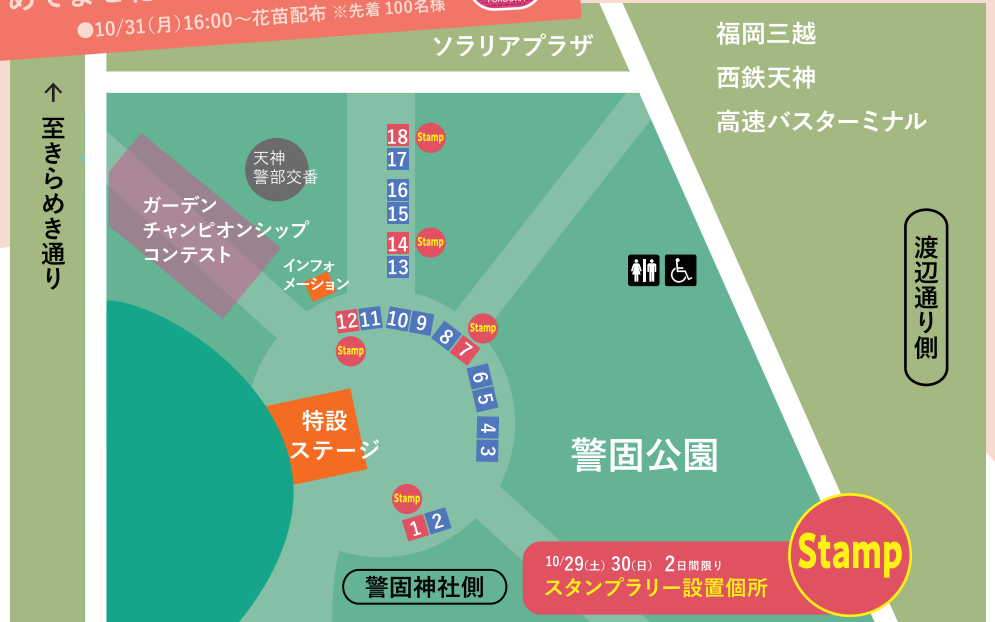 ●10/31(月)16:00〜花苗配布 ※先着100名様
FUKUOKA
ソラリアプラザ
福岡三越
西鉄天神
高速バスターミナル
↑ 至きらめき通り
天神
警部交番
18 Stamp
17
16
15
14 Stamp
13
ガーデン
チャンピオンシップ
コンテスト
インフォ
メーション
12 11 10 9 8 7
Stamp
Stamp
6
5
4
3
渡辺通り側
特設
ステージ
警固公園
Stamp
1 2
警固神社側
10/29(土) 30(日) 2日間限り
スタンプラリー設置個所
Stamp